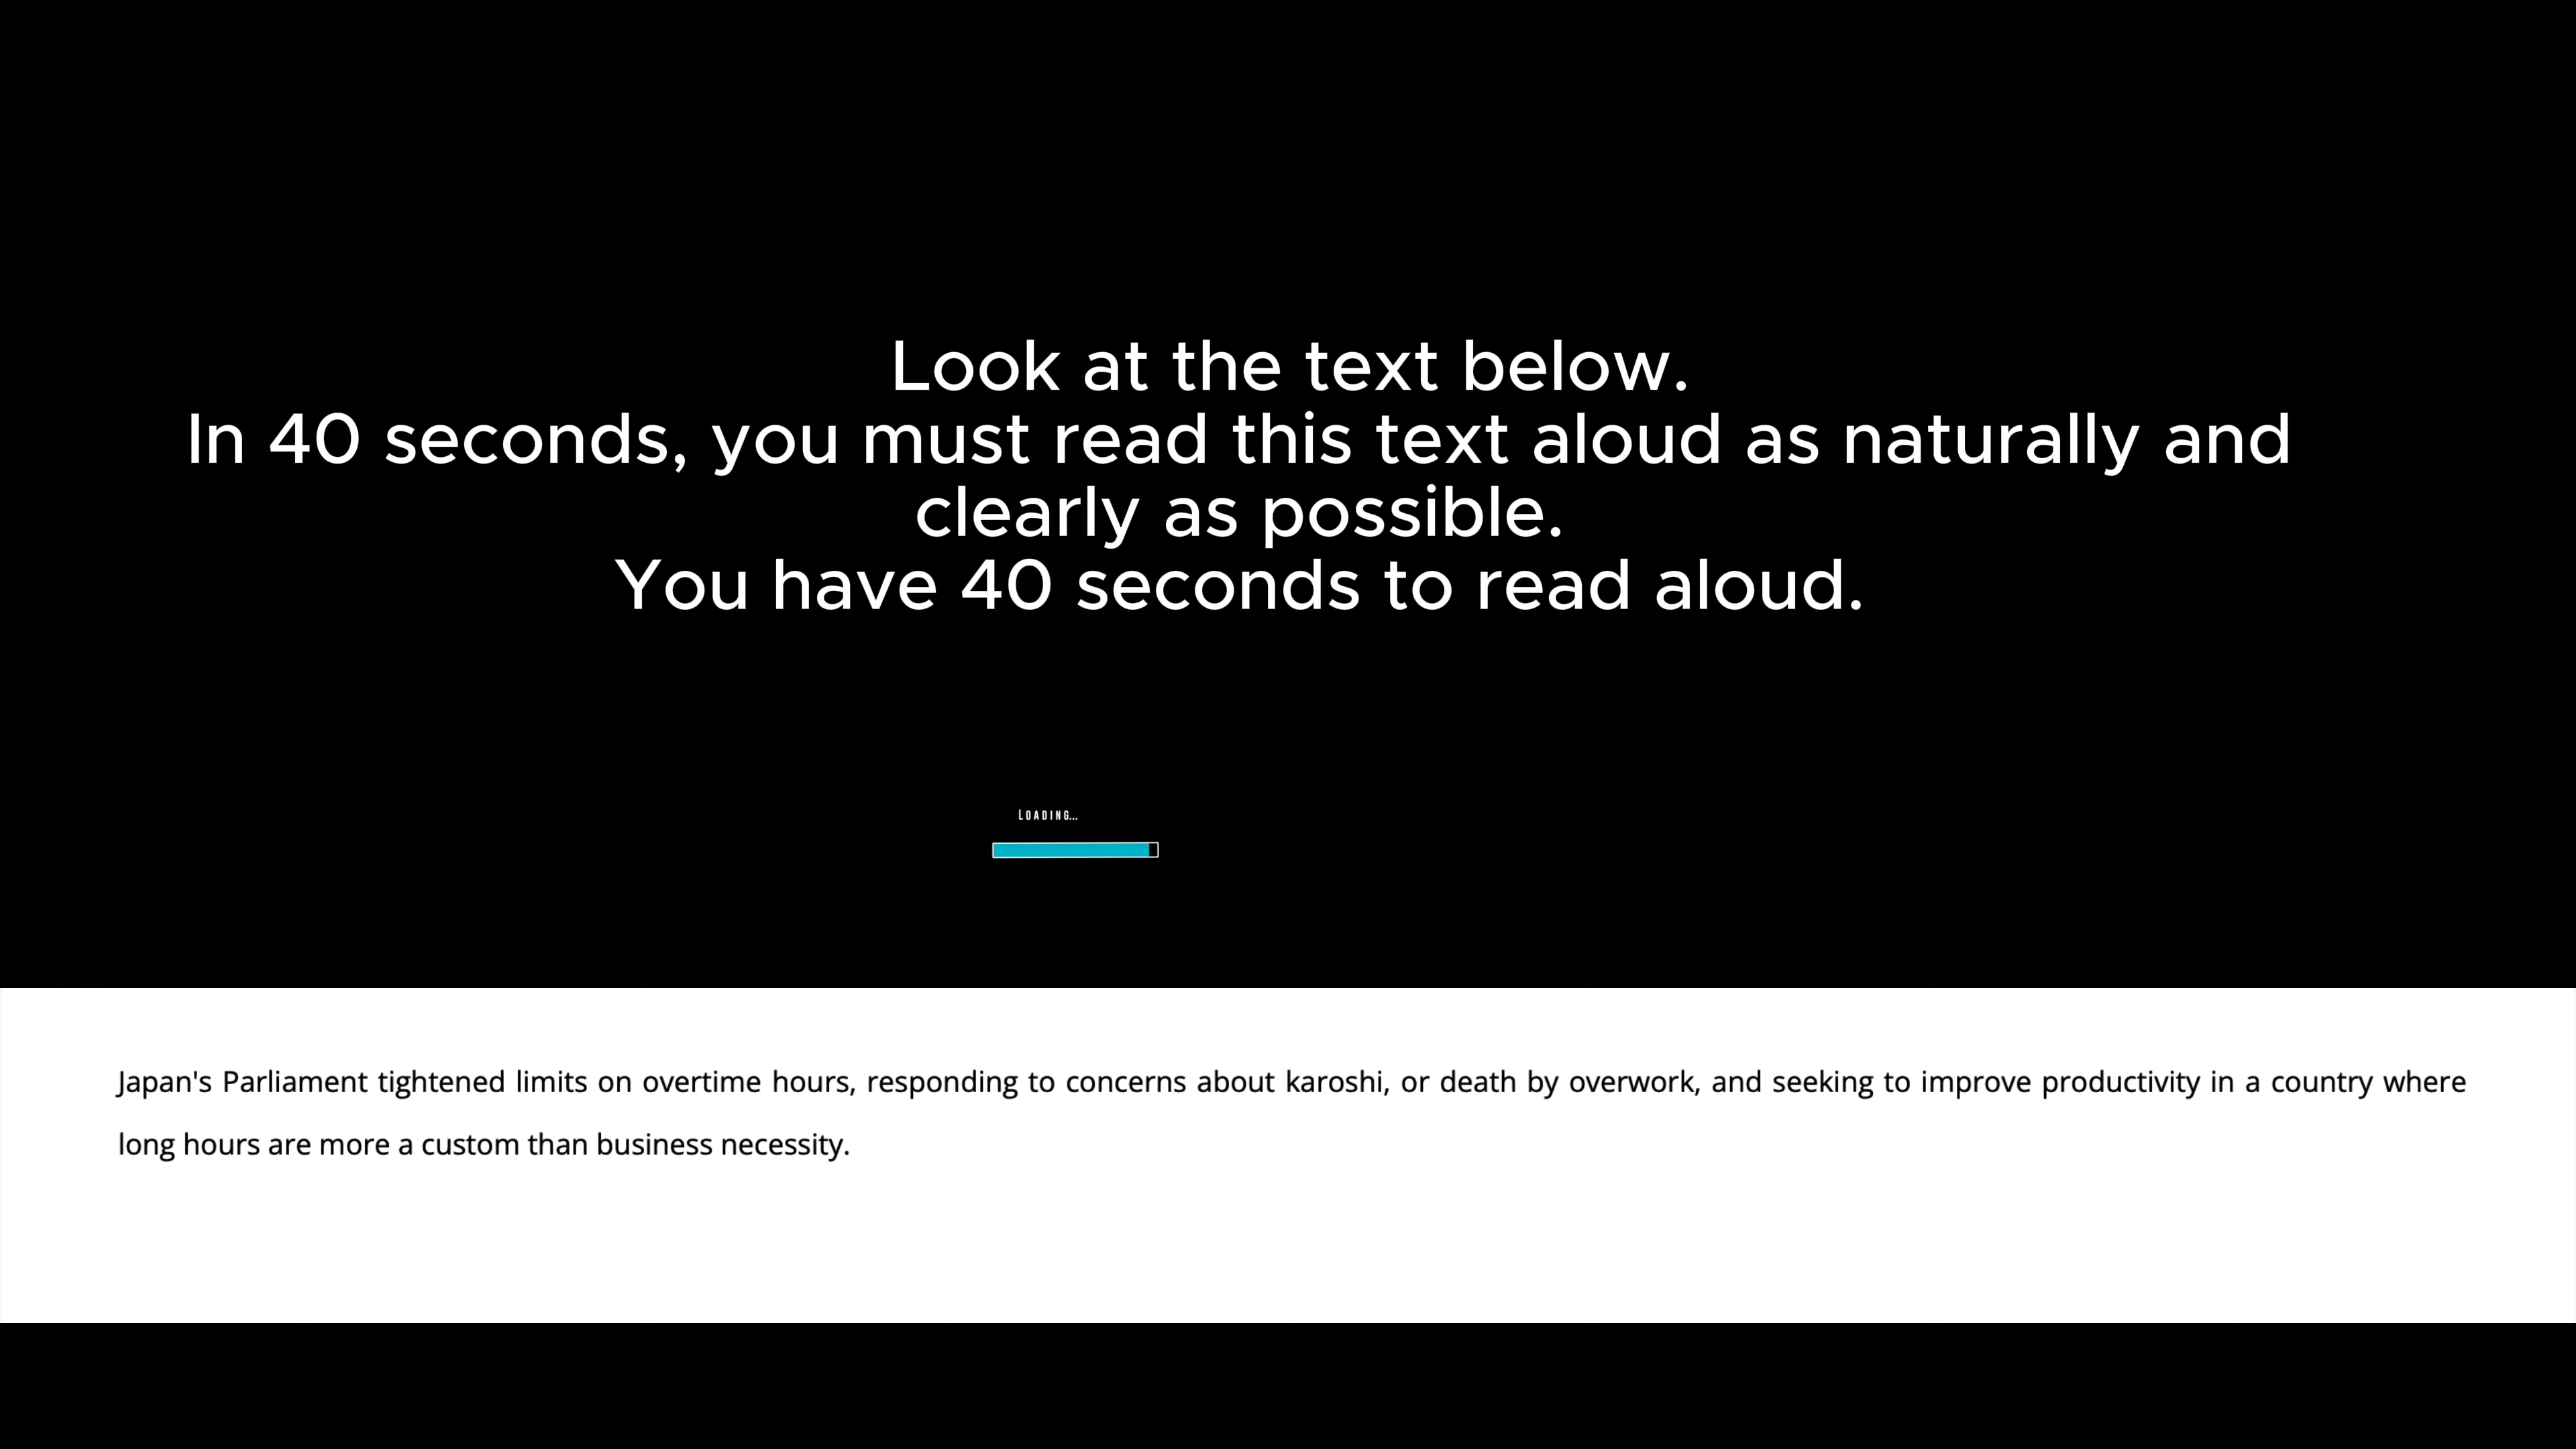 Look at the text below.
In 40 seconds, you must read this text aloud as naturally and
clearly as possible.
You have 40 seconds to read aloud.
LOADING...
Japan's Parliament tightened limits on overtime hours, responding to concerns about karoshi, or death by overwork, and seeking to improve productivity in a country where
long hours are more a custom than business necessity.